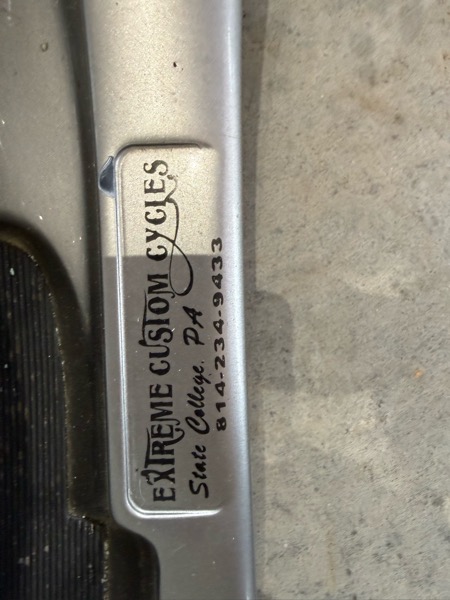 EXTREME CUSTOM CYCLES
State College, PA
814-234-9433